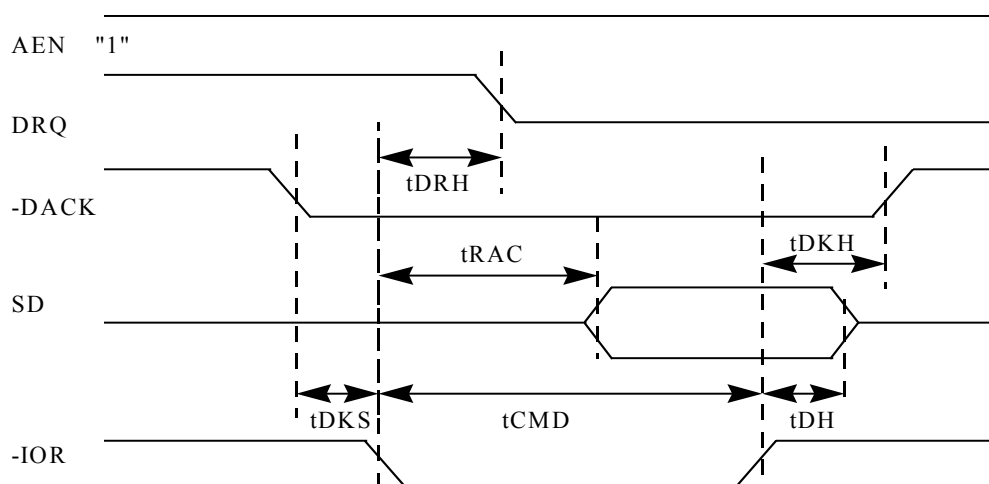 AEN "1"
DRQ
tDRH
-DACK
tRAC
tDKH
SD
tDKS
tCMD
tDH
-IOR